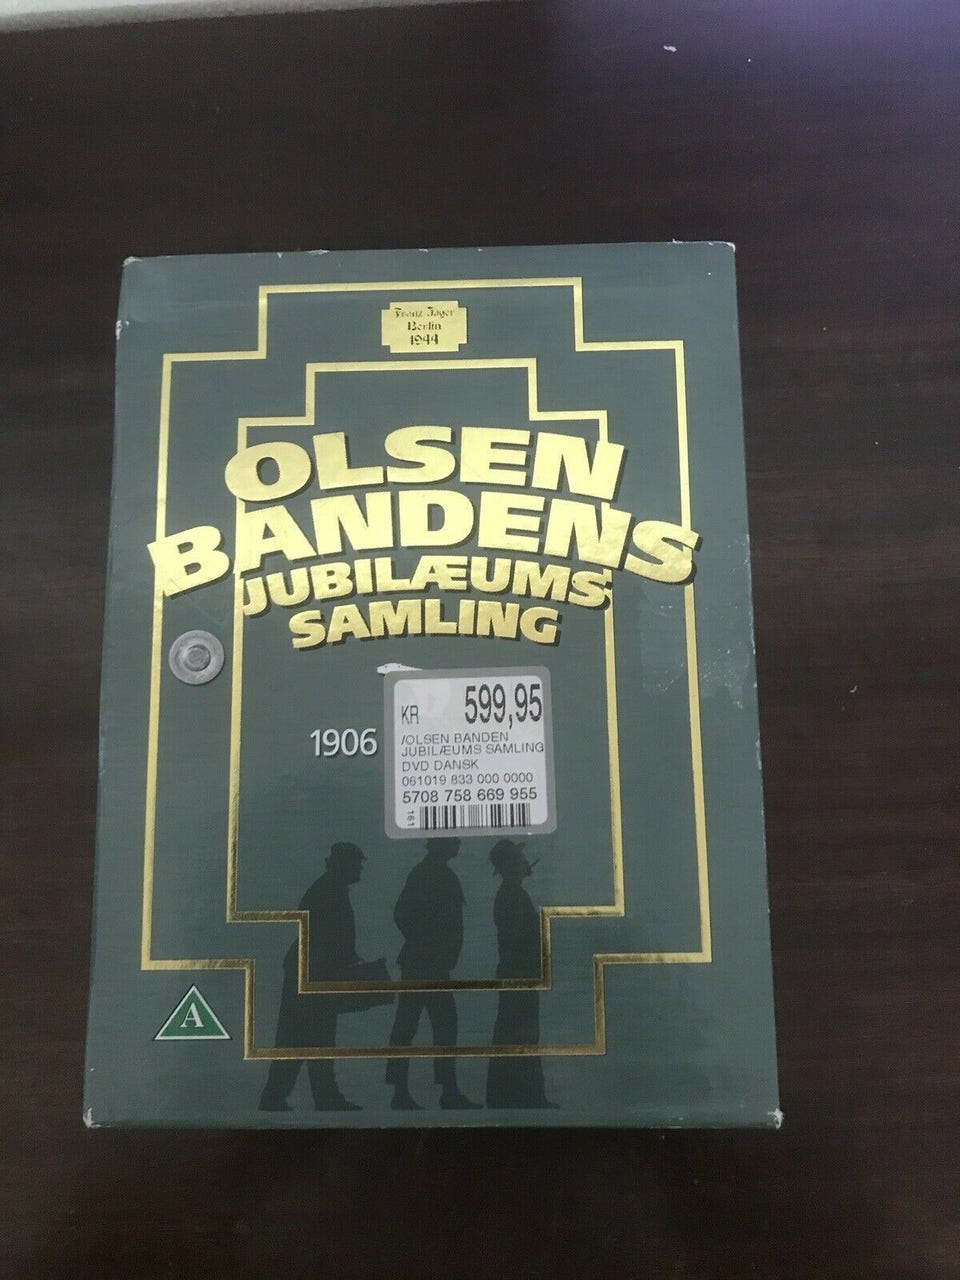 Franz Jäger
Berlin
1944
OLSEN
BANDENS
JUBILÆUMS-
SAMLING
1906
KR 599,95
/OLSEN BANDEN
JUBILÆUMS SAMLING
DVD DANSK
061019 833 000 0000
5708 758 669 955
161
A